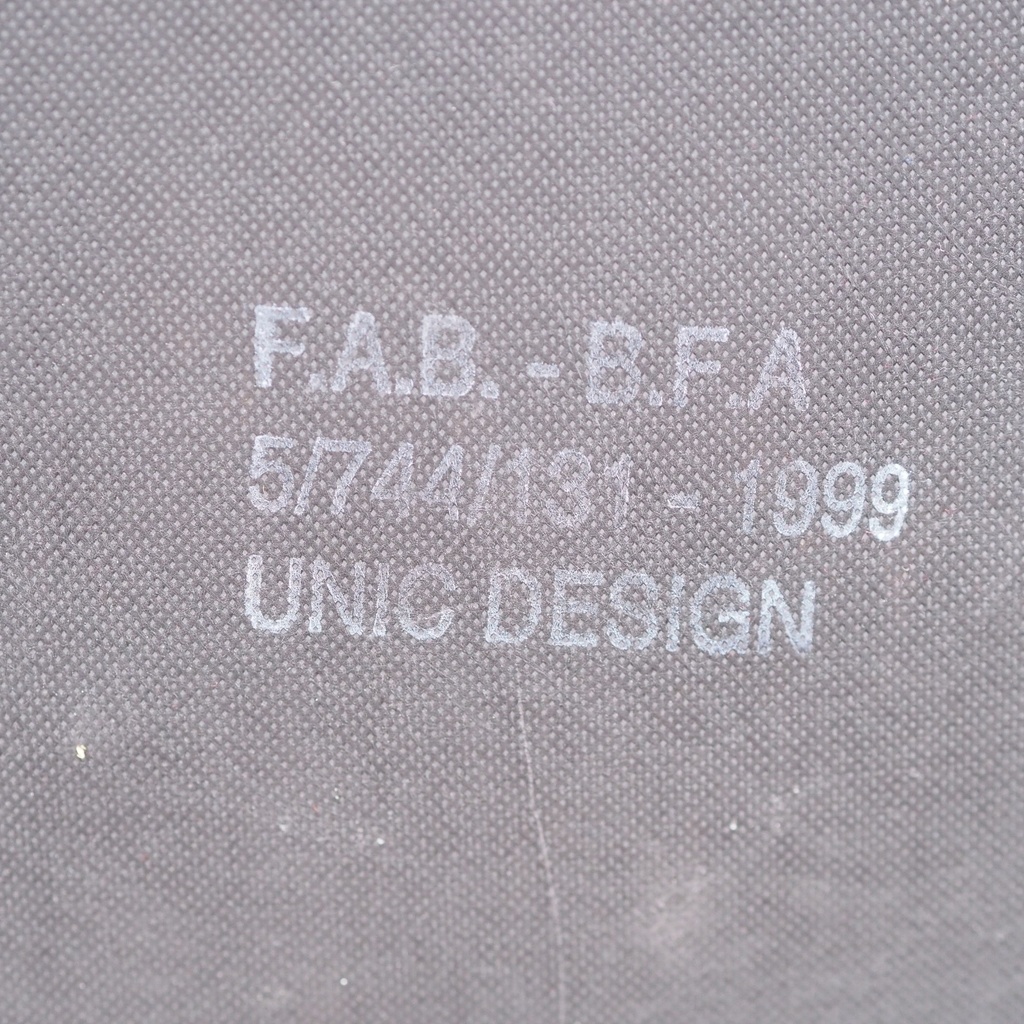 F.A.B. - B.F.A
5/744/131 - 1999
UNIC DESIGN